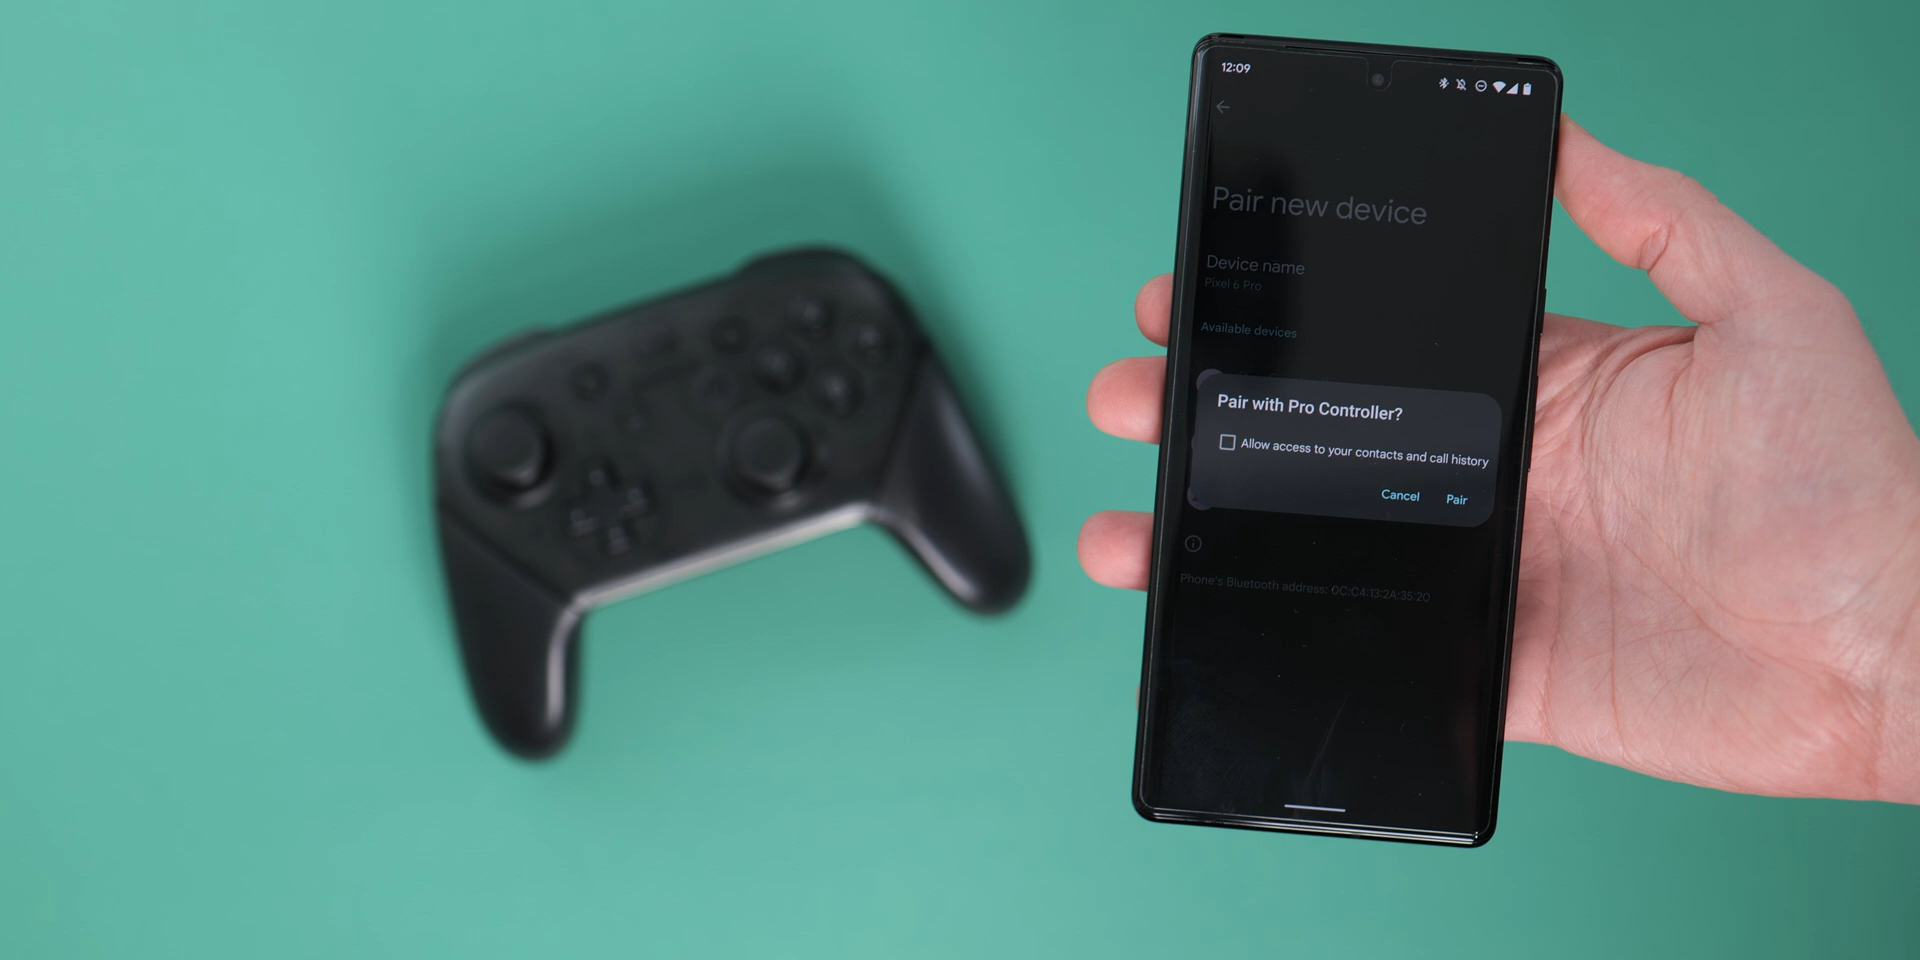 12:09
Pair new device
Device name
Pixel 6 Pro
Available devices
Pair with Pro Controller?
Allow access to your contacts and call history
Cancel Pair
Phone's Bluetooth address: 0C:C4:13:2A:35:20